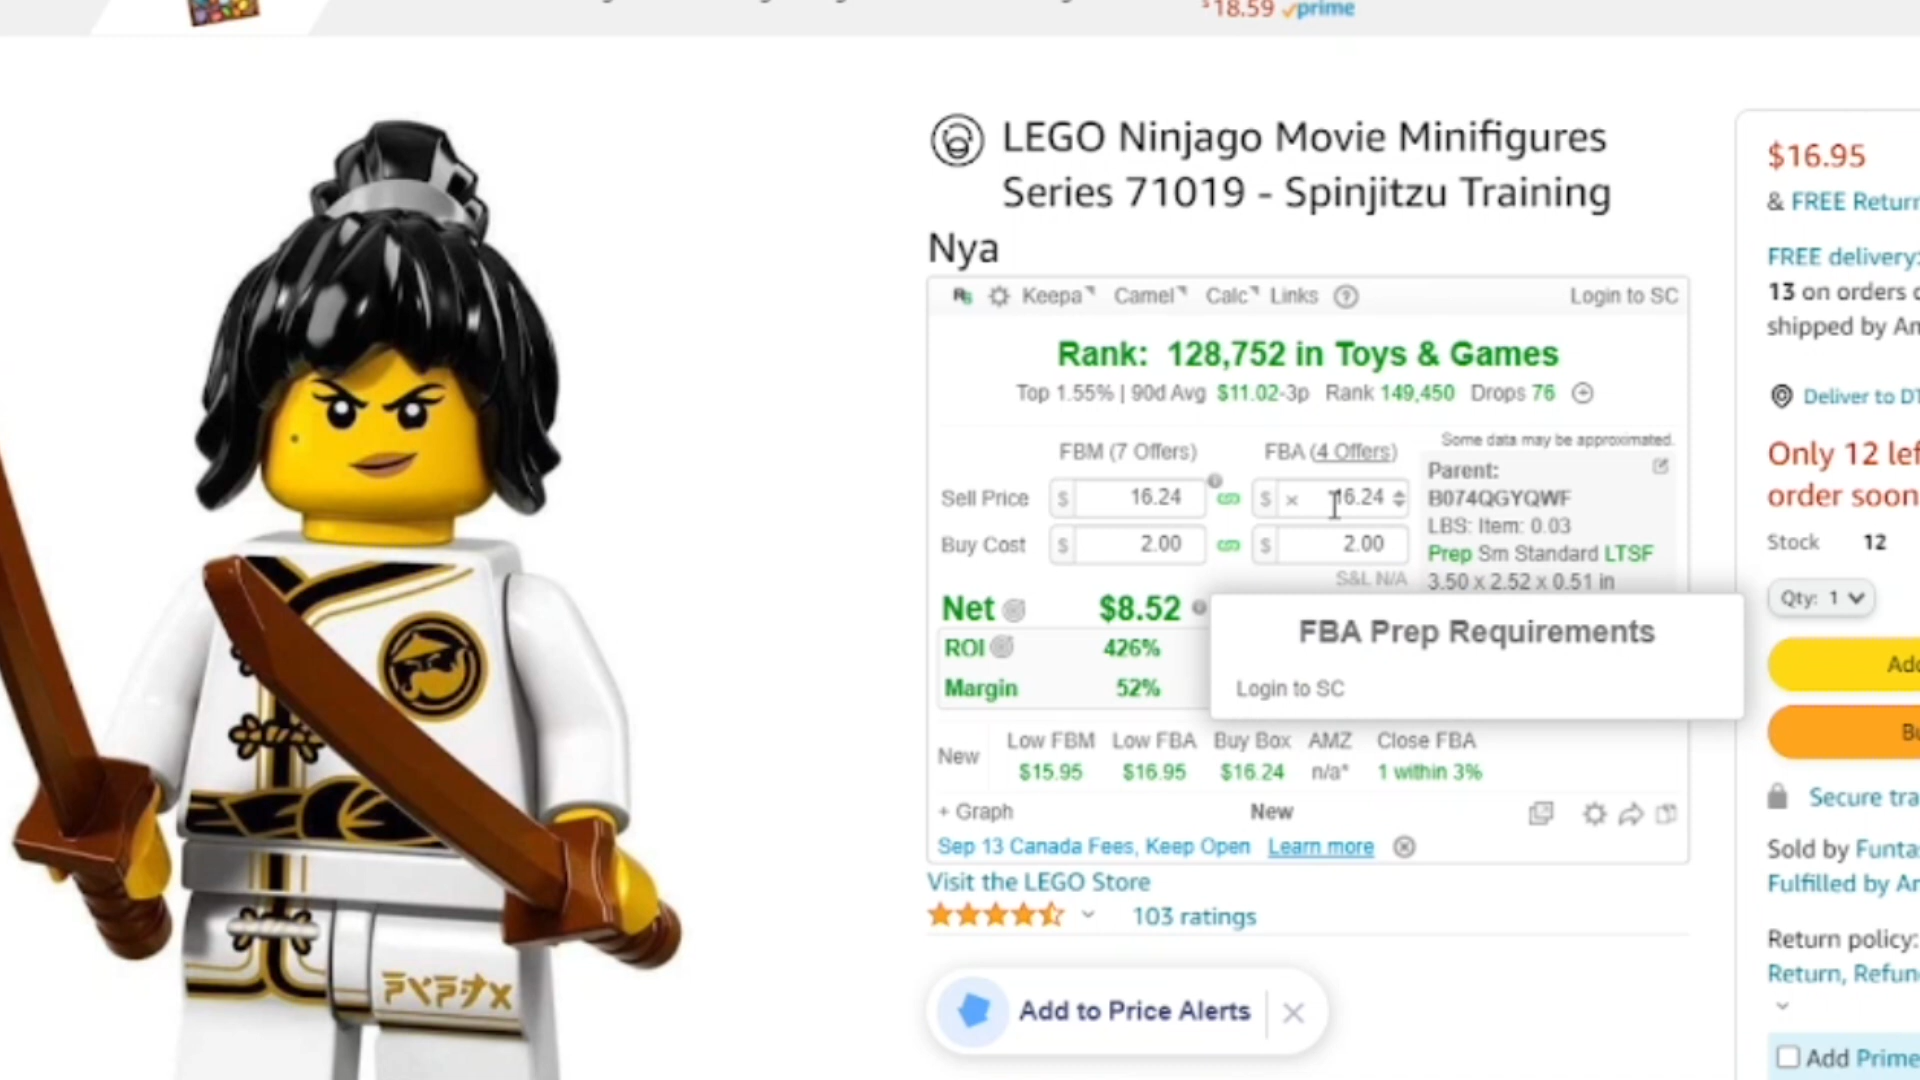 $18.59 prime
LEGO Ninjago Movie Minifigures
Series 71019 - Spinjitzu Training
Nya
RS Keepa Camel Calc Links ? Login to SC
Rank: 128,752 in Toys & Games
Top 1.55% | 90d Avg $11.02-3p Rank 149,450 Drops 76
Some data may be approximated.
FBM (7 Offers) FBA (4 Offers)
Sell Price $ 16.24 $ × 16.24
Buy Cost $ 2.00 $ 2.00
S&L N/A
Parent:
B074QGYQWF
LBS: Item: 0.03
Prep Sm Standard LTSF
3.50 x 2.52 x 0.51 in
Net $8.52
ROI 426%
Margin 52%
FBA Prep Requirements
Login to SC
Low FBM Low FBA Buy Box AMZ Close FBA
New $15.95 $16.95 $16.24 n/a* 1 within 3%
+ Graph New
Sep 13 Canada Fees, Keep Open Learn more
Visit the LEGO Store
103 ratings
Add to Price Alerts
$16.95
& FREE Return
FREE delivery:
13 on orders
shipped by
Deliver to
Only 12 left
order soon
Stock 12
Qty: 1
Add
Secure
Sold by
Fulfilled by
Return policy:
Return,
Add Prime